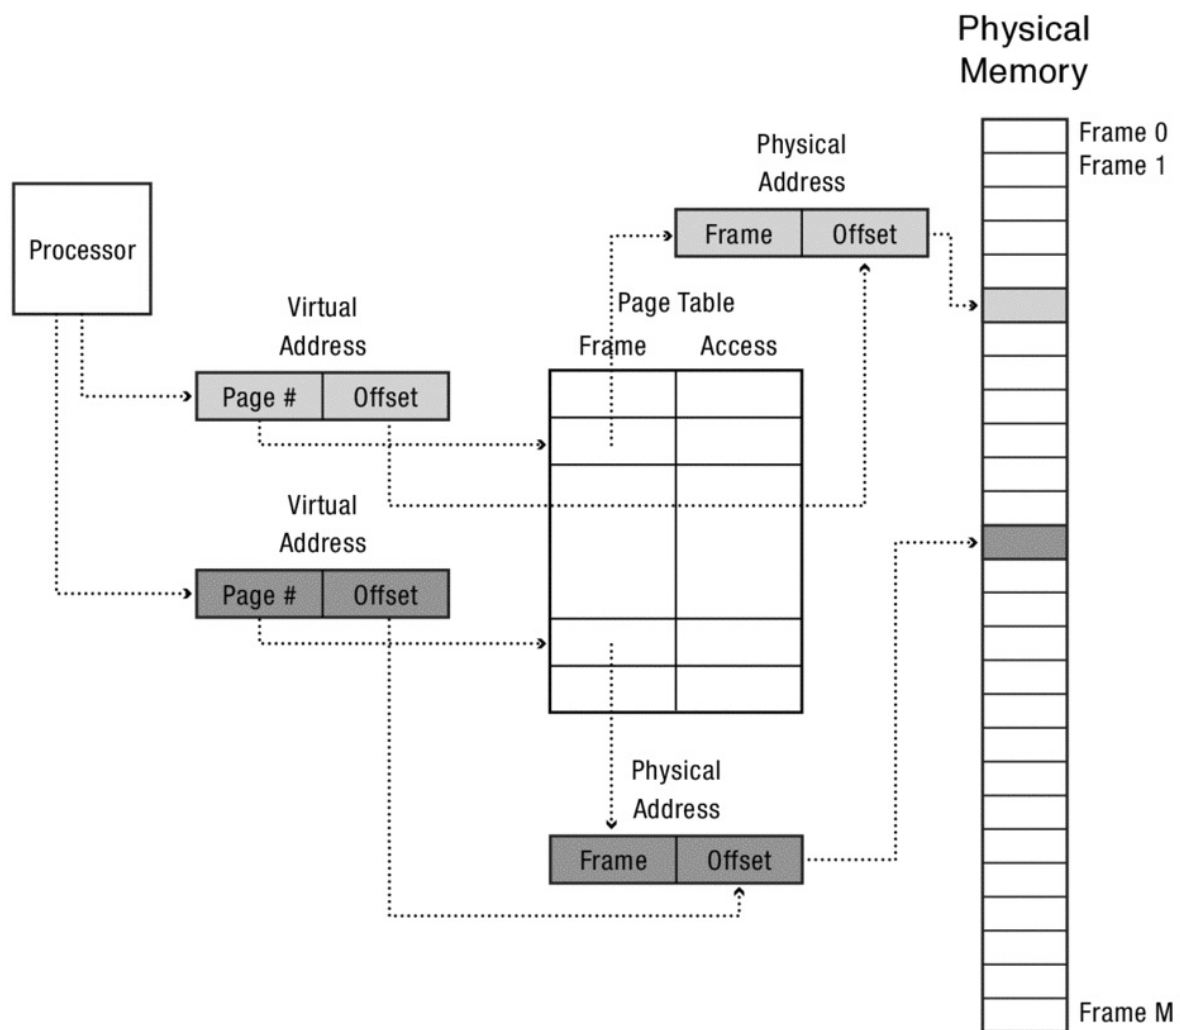 Physical
Memory
Frame 0
Frame 1
Physical
Address
Frame Offset
Processor
Virtual
Address
Page Table
Frame Access
Page # Offset
Virtual
Address
Page # Offset
Physical
Address
Frame Offset
Frame M